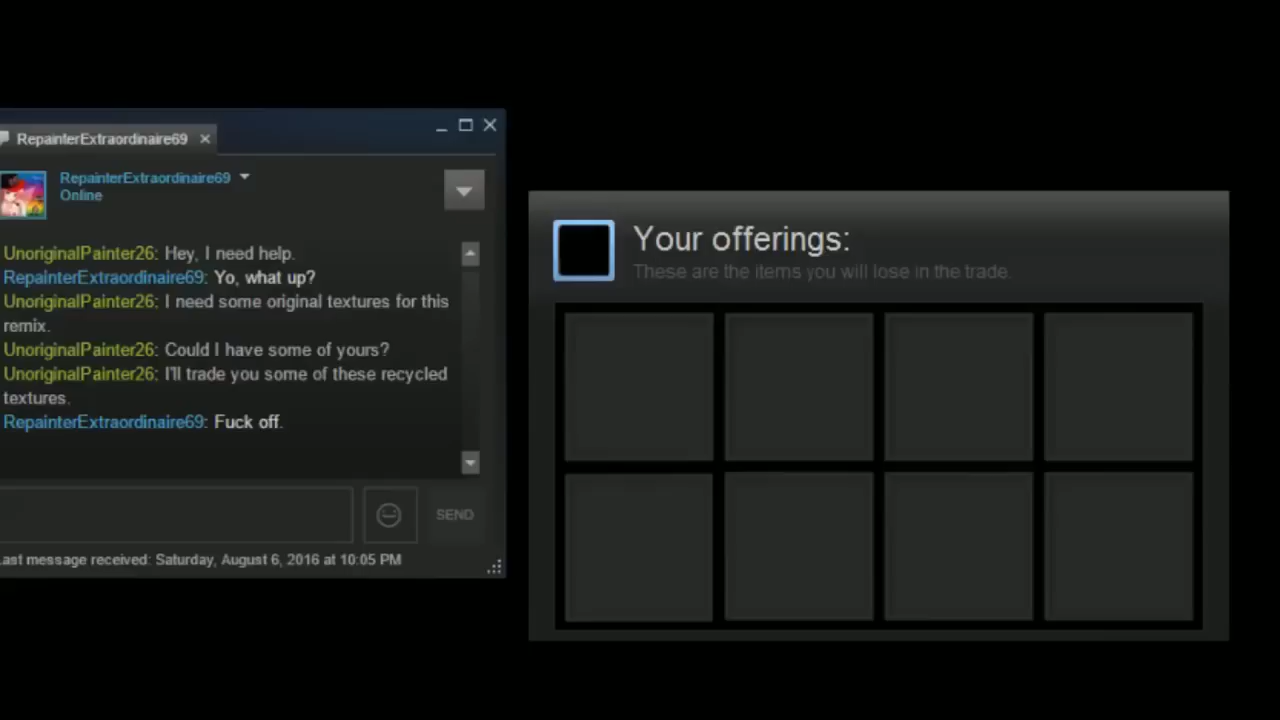 RepainterExtraordinaire69
RepainterExtraordinaire69
Online
UnoriginalPainter26: Hey, I need help.
RepainterExtraordinaire69: Yo, what up?
UnoriginalPainter26: I need some original textures for this
remix.
UnoriginalPainter26: Could I have some of yours?
UnoriginalPainter26: I'll trade you some of these recycled
textures.
RepainterExtraordinaire69: Fuck off.
SEND
ast message received: Saturday, August 6, 2016 at 10:05 PM
Your offerings:
These are the items you will lose in the trade.